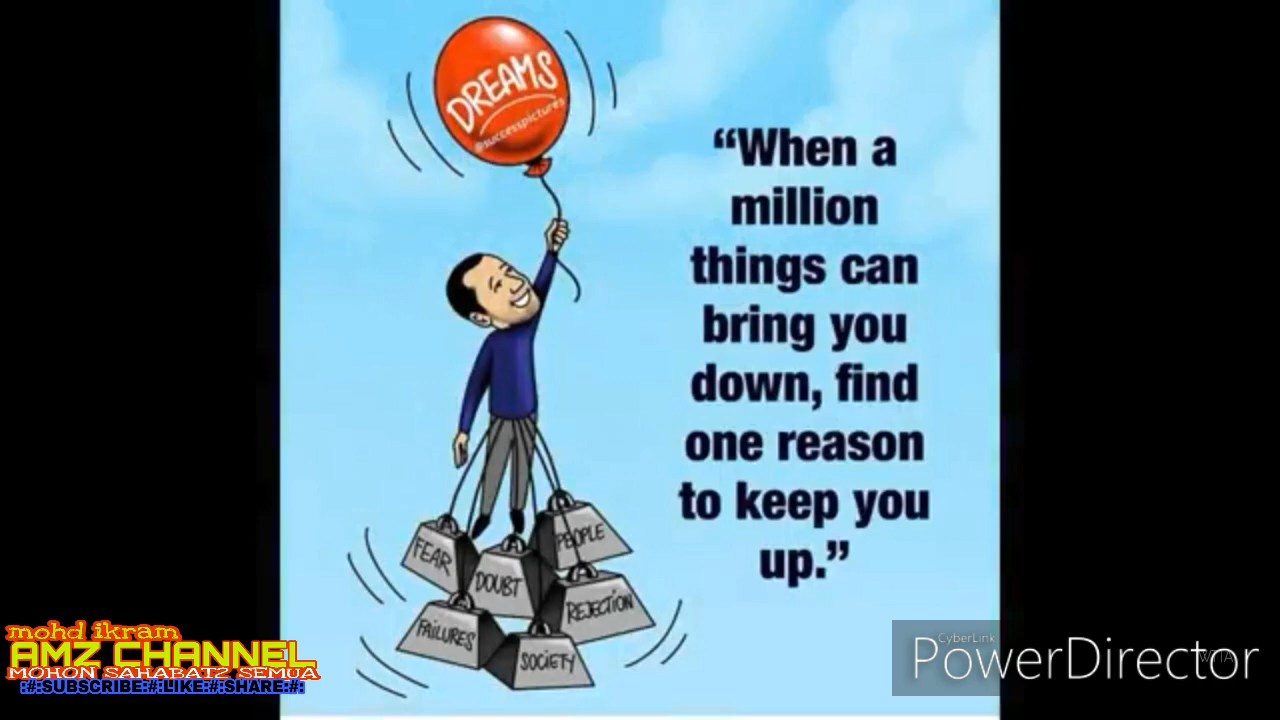 DREAMS
@successpictures
“When a
million
things can
bring you
down, find
one reason
to keep you
up.”
PEOPLE
FEAR
DOUBT
REJECTION
FAILURES
SOCIETY
mohd ikram
AMZ CHANNEL
MOHON SAHABAT2 SEMUA
:#:SUBSCRIBE:#:LIKE:#:SHARE:#:
CyberLink
PowerDirector